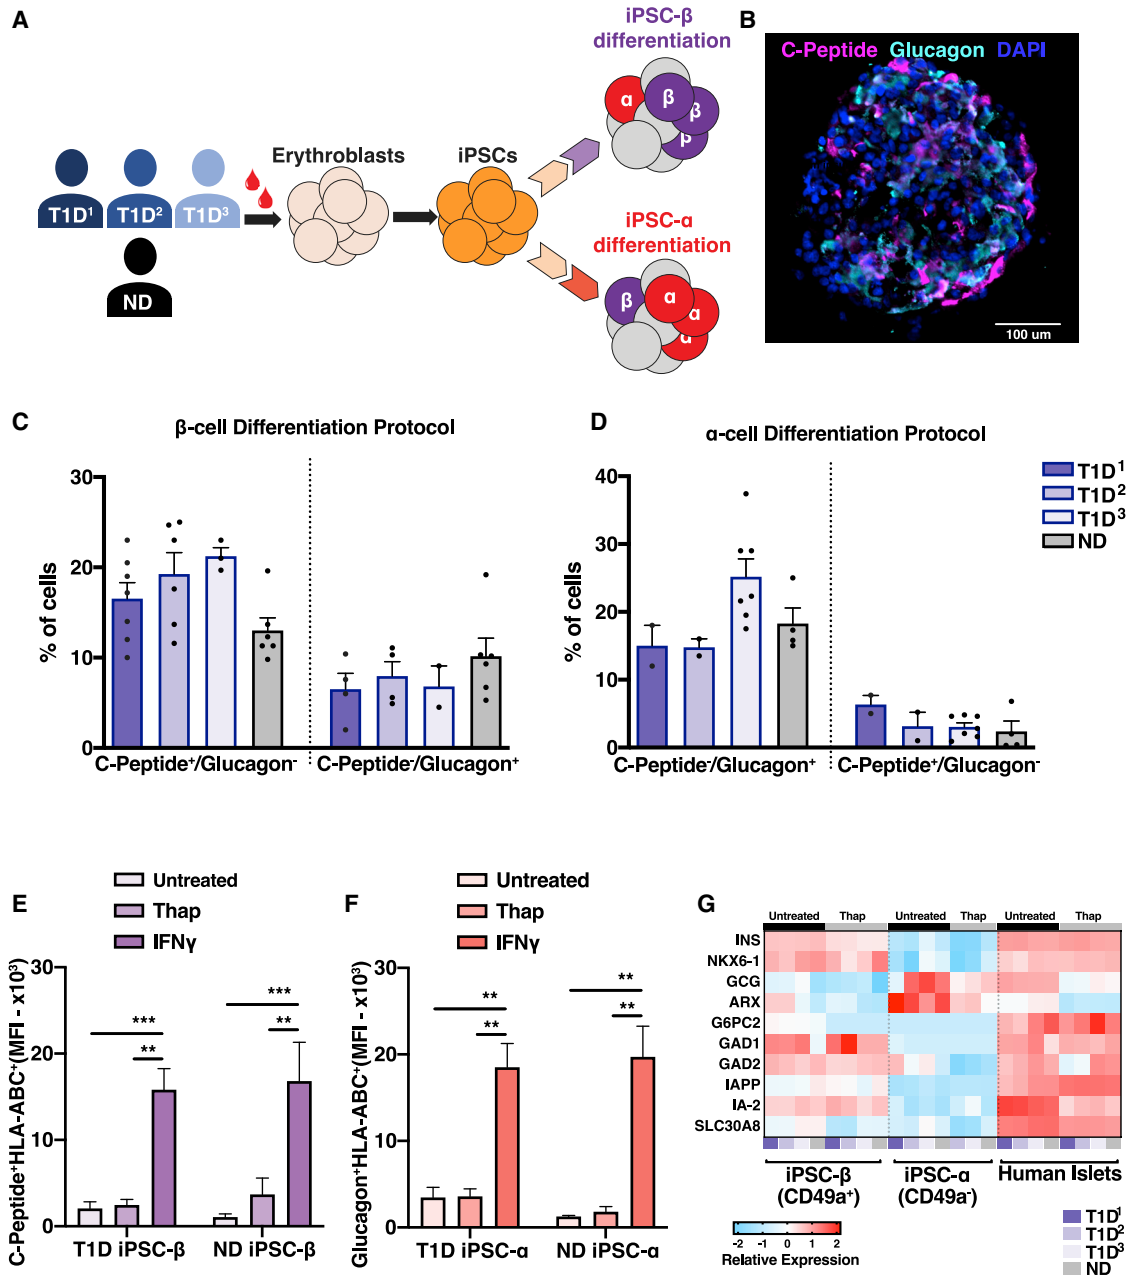 A
iPSC-β
differentiation
α
β
β
β
Erythroblasts
iPSCs
T1D1
T1D2
T1D3
ND
iPSC-α
differentiation
β
α
α
α
B
C-Peptide Glucagon DAPI
100 um
C
β-cell Differentiation Protocol
% of cells
30
20
10
0
C-Peptide+/Glucagon-
C-Peptide-/Glucagon+
D
α-cell Differentiation Protocol
% of cells
40
30
20
10
0
C-Peptide-/Glucagon+
C-Peptide+/Glucagon-
T1D1
T1D2
T1D3
ND
E
Untreated
Thap
IFNγ
C-Peptide+HLA-ABC+(MFI - x10³)
30
20
10
0
***
**
***
**
T1D iPSC-β
ND iPSC-β
F
Untreated
Thap
IFNγ
Glucagon+HLA-ABC+(MFI - x10³)
30
20
10
0
**
**
**
**
T1D iPSC-α
ND iPSC-α
G
Untreated Thap Untreated Thap Untreated Thap
INS
NKX6-1
GCG
ARX
G6PC2
GAD1
GAD2
IAPP
IA-2
SLC30A8
iPSC-β
(CD49a+)
iPSC-α
(CD49a-)
Human Islets
-2 -1 0 1 2
Relative Expression
T1D1
T1D2
T1D3
ND